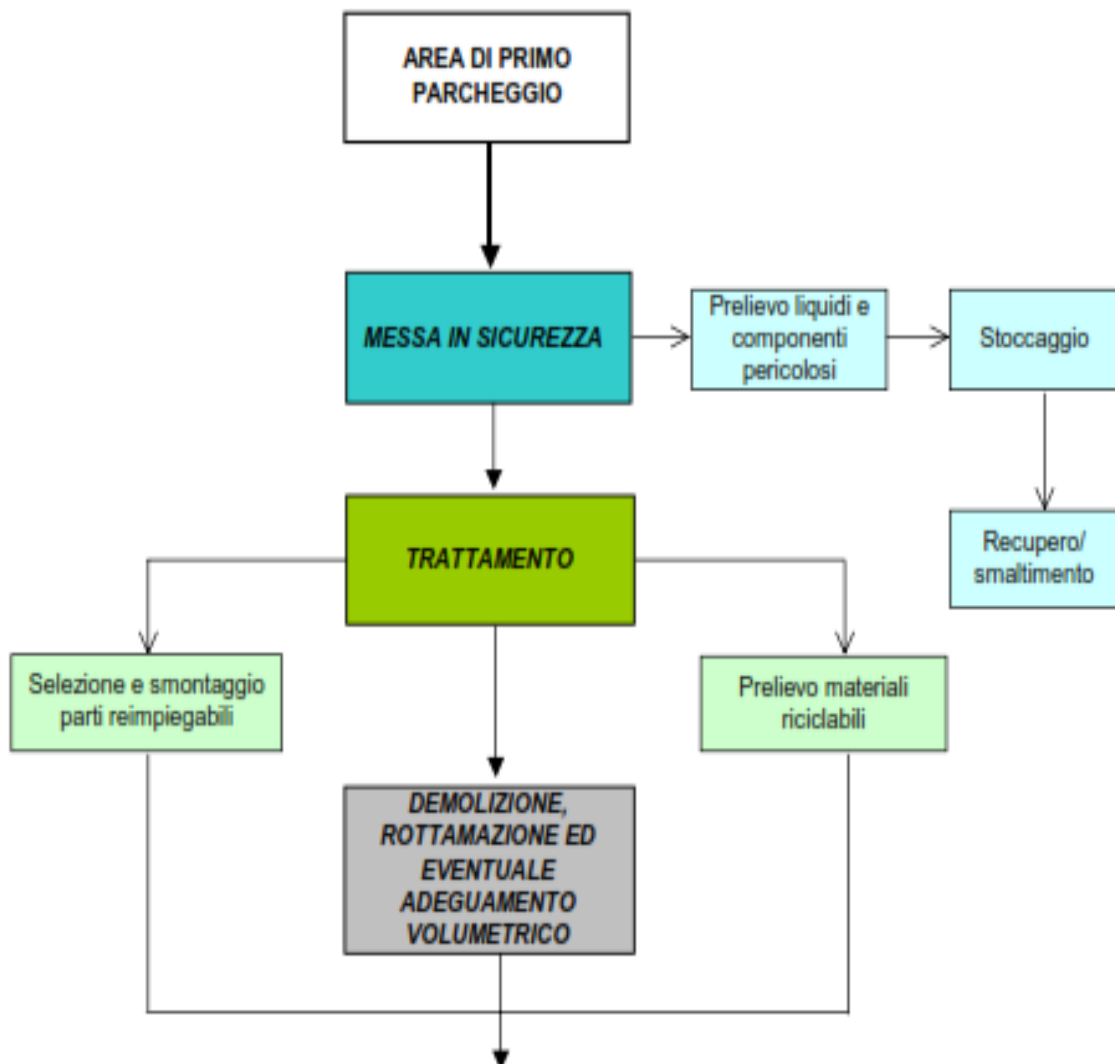 AREA DI PRIMO
PARCHEGGIO
MESSA IN SICUREZZA
Prelievo liquidi e
componenti
pericolosi
Stoccaggio
TRATTAMENTO
Recupero/
smaltimento
Selezione e smontaggio
parti reimpiegabili
Prelievo materiali
riciclabili
DEMOLIZIONE,
ROTTAMAZIONE ED
EVENTUALE
ADEGUAMENTO
VOLUMETRICO